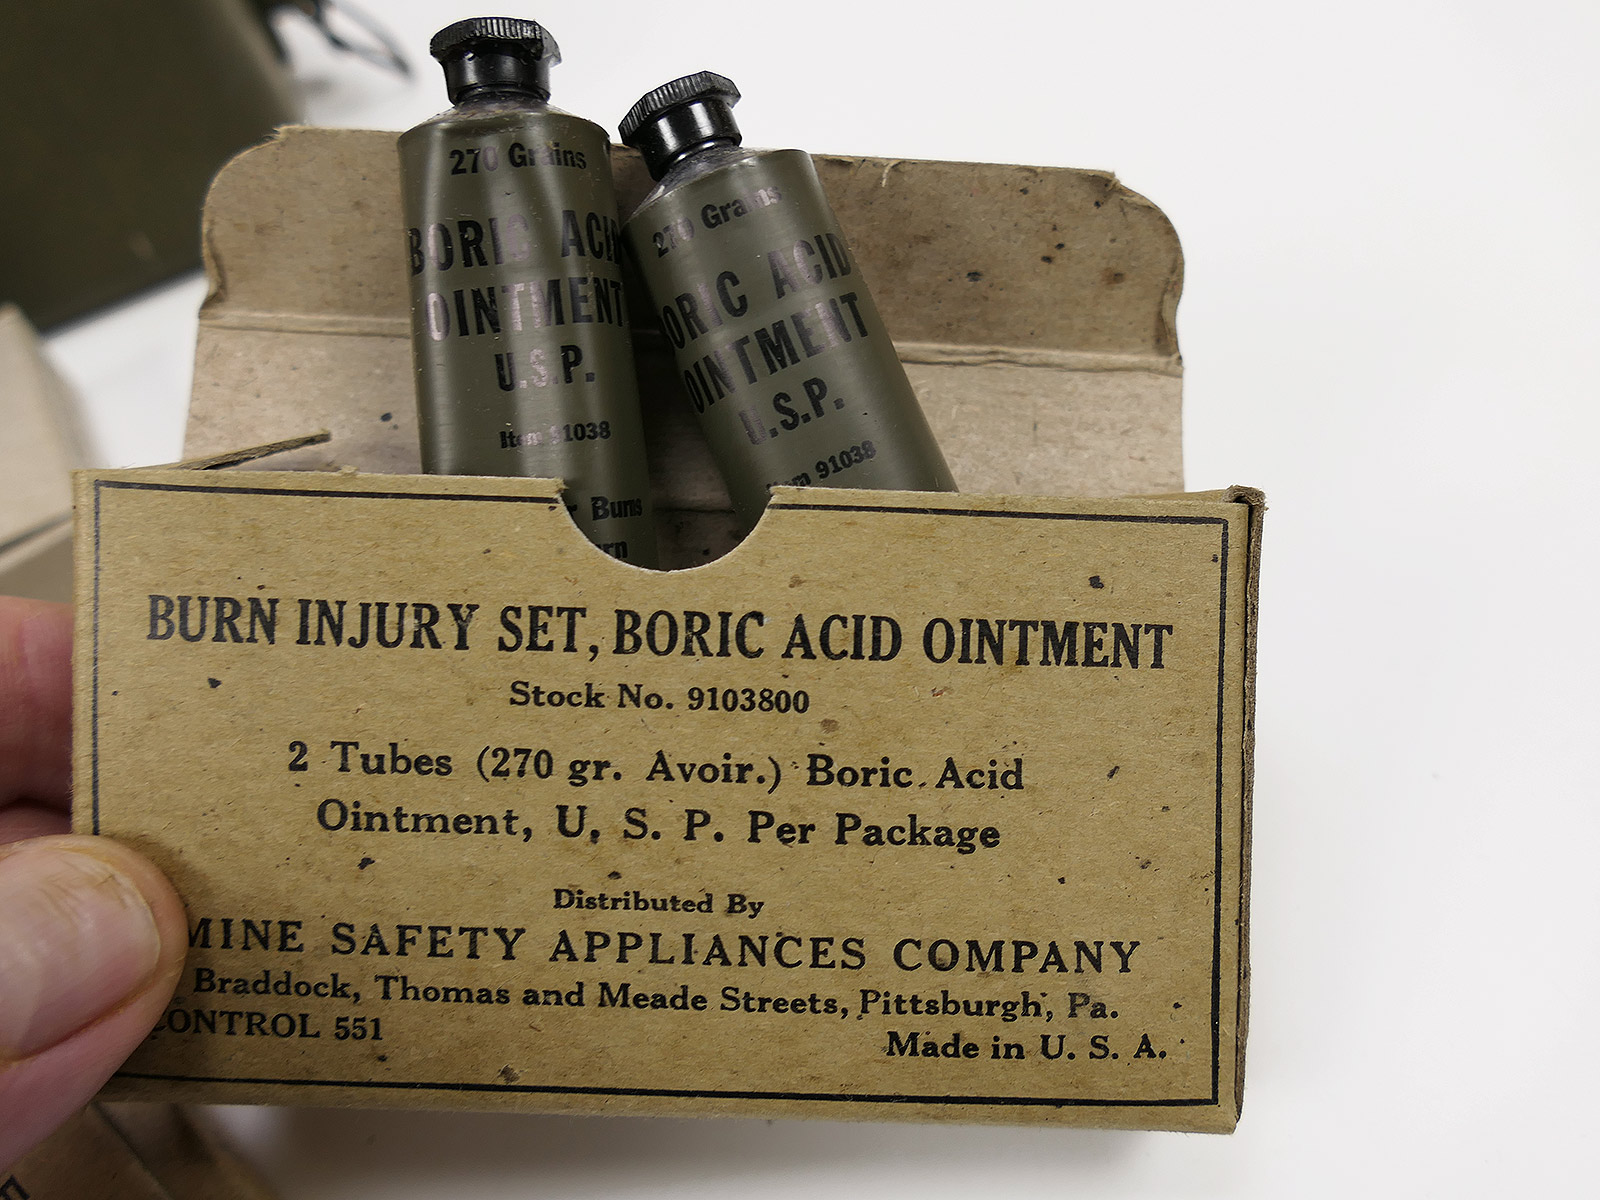 270 Grains
BORIC ACID
OINTMENT
U.S.P.
Item 91038
Burns
270 Grains
BORIC ACID
OINTMENT
U.S.P.
Item 91038
BURN INJURY SET, BORIC ACID OINTMENT
Stock No. 9103800
2 Tubes (270 gr. Avoir.) Boric Acid
Ointment, U. S. P. Per Package
Distributed By
MINE SAFETY APPLIANCES COMPANY
Braddock, Thomas and Meade Streets, Pittsburgh, Pa.
CONTROL 551
Made in U. S. A.